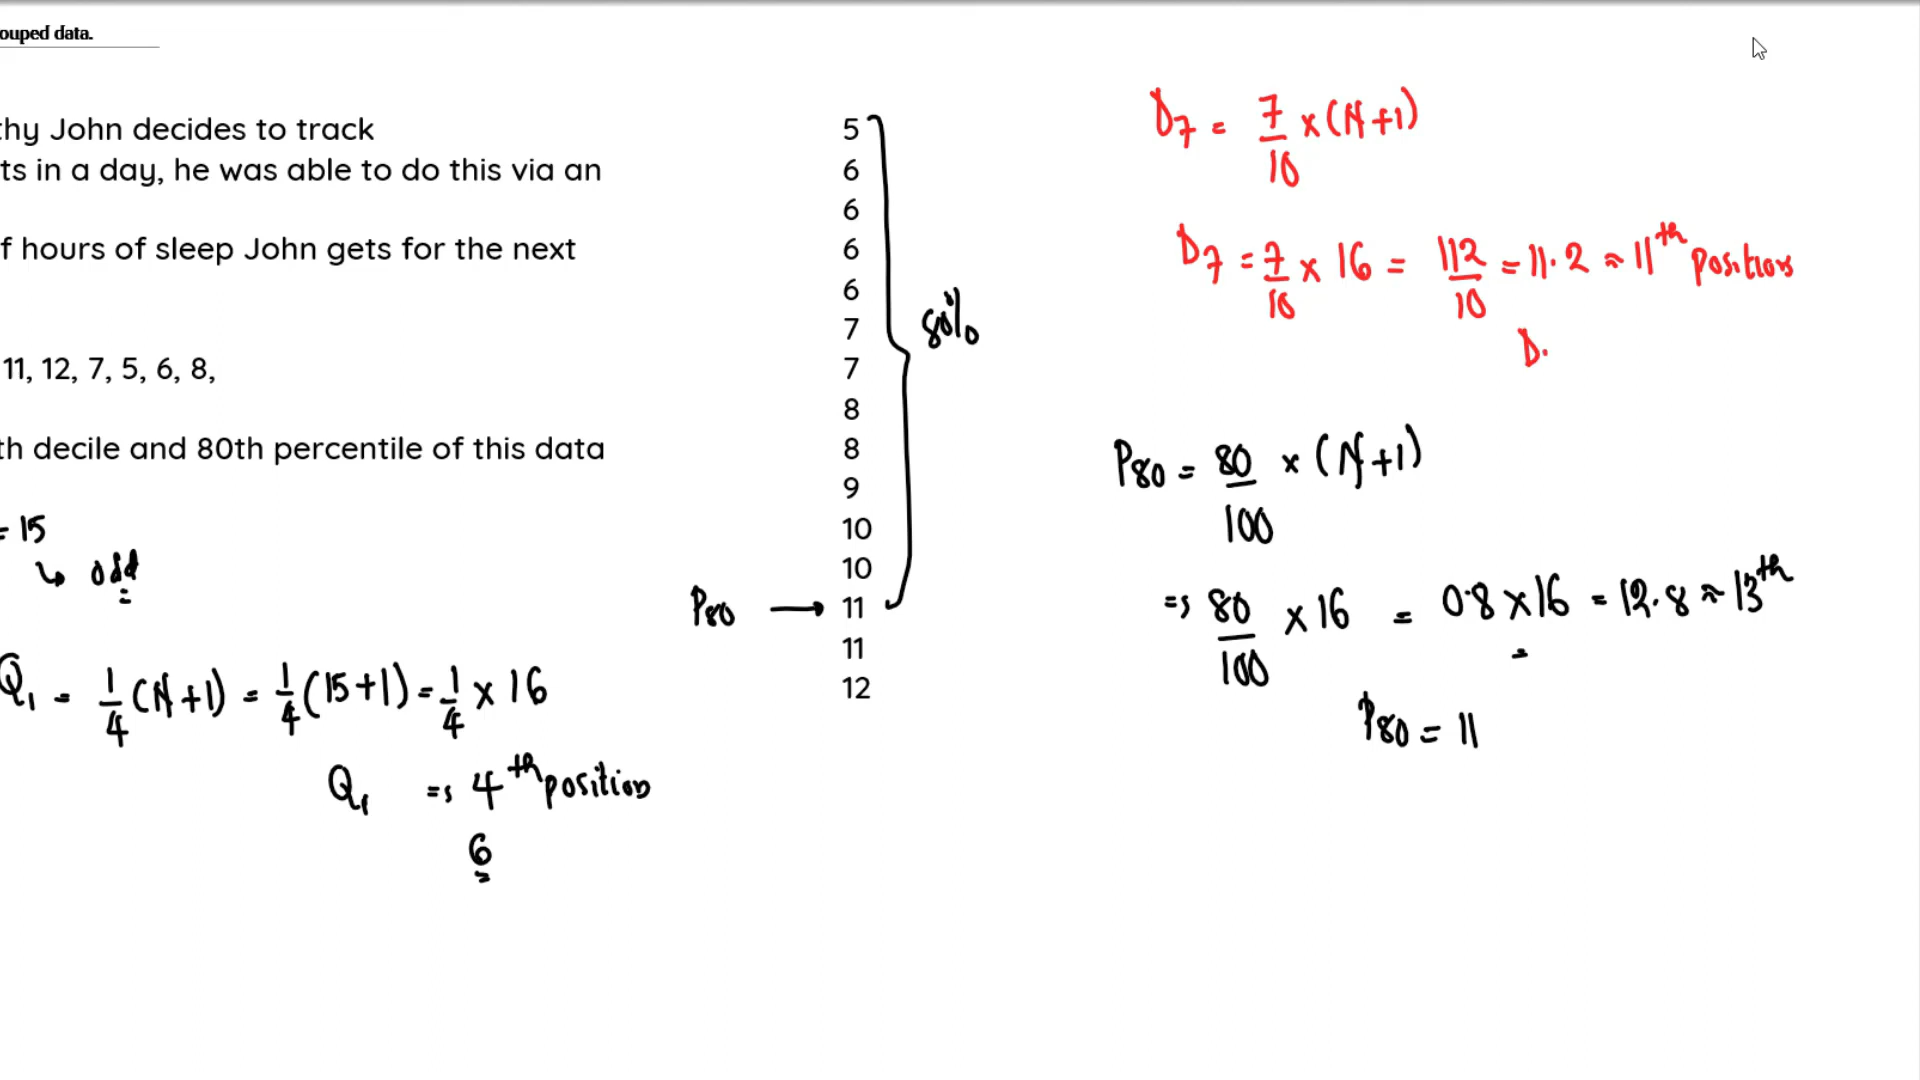 ouped data.
thy John decides to track
ts in a day, he was able to do this via an
f hours of sleep John gets for the next
11, 12, 7, 5, 6, 8,
th decile and 80th percentile of this data
= 15
↳ odd
Q₁ = 1/4 (N+1) = 1/4 (15+1) = 1/4 × 16
Q₁ => 4th position
6
5
6
6
6
6
7
7
8
8
9
10
10
P80 → 11
11
12
80%
D7 = 7/10 × (N+1)
D7 = 7/10 × 16 = 112/10 = 11.2 ≈ 11th position
D.
P80 = 80/100 × (N+1)
=> 80/100 × 16 = 0.8 × 16 = 12.8 ≈ 13th
P80 = 11